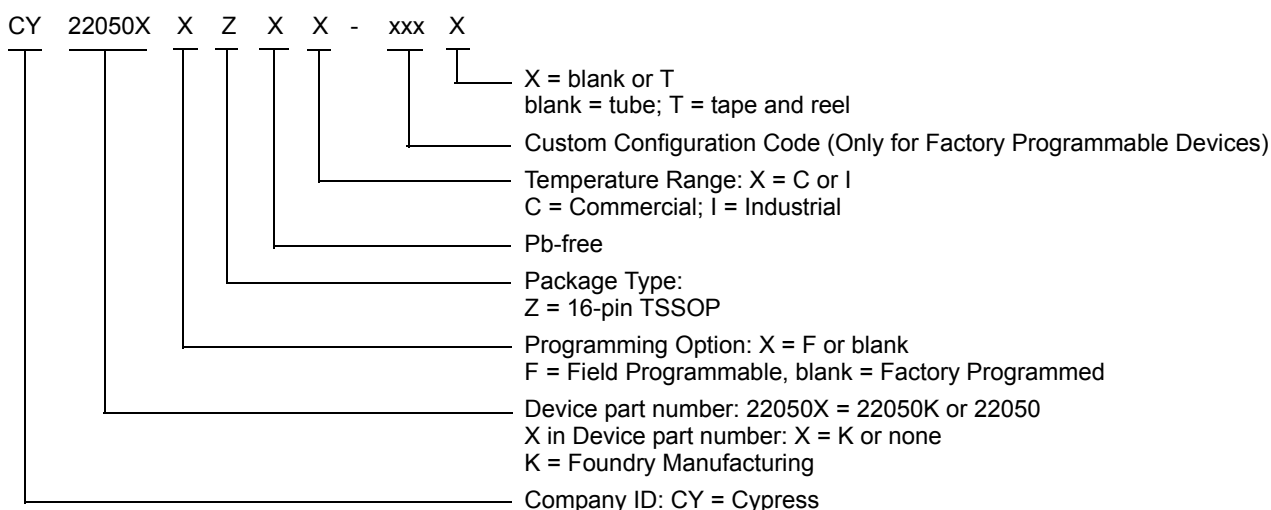 CY 22050X X Z X X - xxx X
X = blank or T
blank = tube; T = tape and reel
Custom Configuration Code (Only for Factory Programmable Devices)
Temperature Range: X = C or I
C = Commercial; I = Industrial
Pb-free
Package Type:
Z = 16-pin TSSOP
Programming Option: X = F or blank
F = Field Programmable, blank = Factory Programmed
Device part number: 22050X = 22050K or 22050
X in Device part number: X = K or none
K = Foundry Manufacturing
Company ID: CY = Cypress